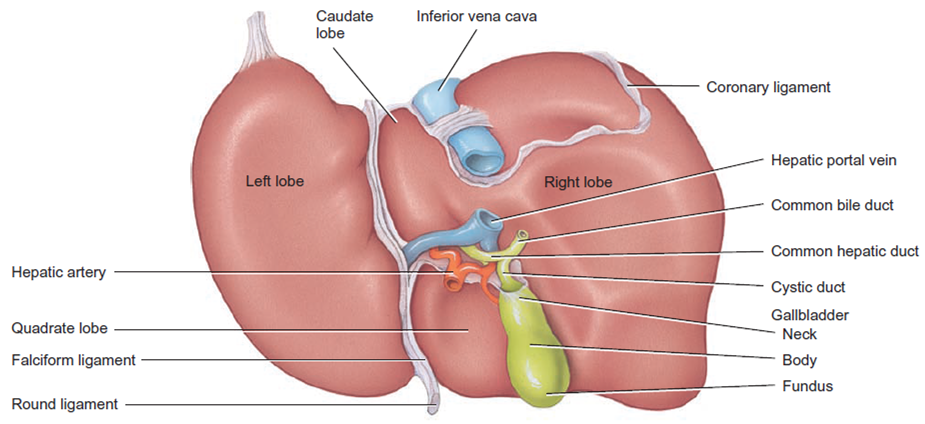 Caudate
lobe
Inferior vena cava
Coronary ligament
Left lobe
Right lobe
Hepatic portal vein
Common bile duct
Common hepatic duct
Cystic duct
Gallbladder
Neck
Body
Fundus
Hepatic artery
Quadrate lobe
Falciform ligament
Round ligament